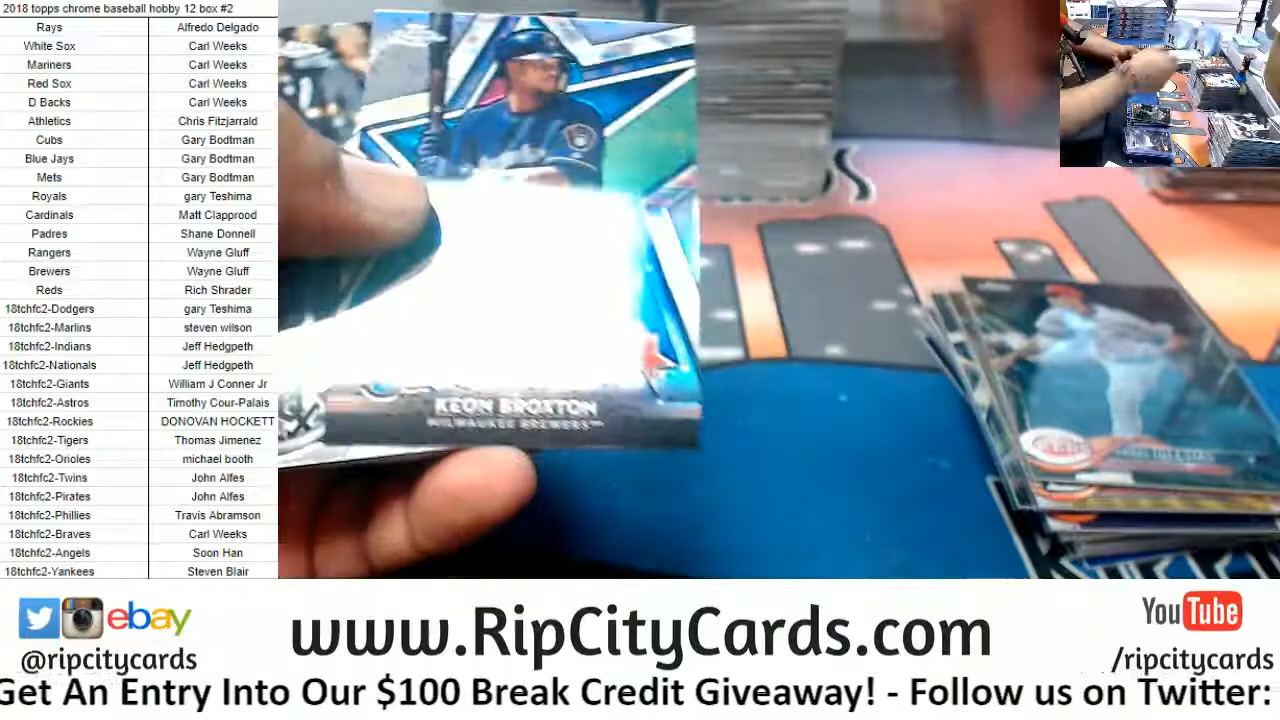 2018 topps chrome baseball hobby 12 box #2
Rays Alfredo Delgado
White Sox Carl Weeks
Mariners Carl Weeks
Red Sox Carl Weeks
D Backs Carl Weeks
Athletics Chris Fitzjarrald
Cubs Gary Bodtman
Blue Jays Gary Bodtman
Mets Gary Bodtman
Royals gary Teshima
Cardinals Matt Clapprood
Padres Shane Donnell
Rangers Wayne Gluff
Brewers Wayne Gluff
Reds Rich Shrader
18tchfc2-Dodgers gary Teshima
18tchfc2-Marlins steven wilson
18tchfc2-Indians Jeff Hedgpeth
18tchfc2-Nationals Jeff Hedgpeth
18tchfc2-Giants William J Conner Jr
18tchfc2-Astros Timothy Cour-Palais
18tchfc2-Rockies DONOVAN HOCKETT
18tchfc2-Tigers Thomas Jimenez
18tchfc2-Orioles michael booth
18tchfc2-Twins John Alfes
18tchfc2-Pirates John Alfes
18tchfc2-Phillies Travis Abramson
18tchfc2-Braves Carl Weeks
18tchfc2-Angels Soon Han
18tchfc2-Yankees Steven Blair
KEON BROXTON
MILWAUKEE BREWERS™
ebay
@ripcitycards
www.RipCityCards.com
YouTube
/ripcitycards
Get An Entry Into Our $100 Break Credit Giveaway! - Follow us on Twitter: